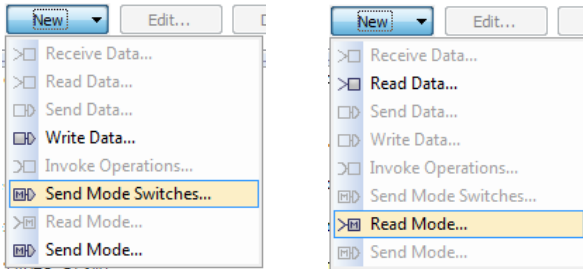 New
Edit...
Receive Data...
Read Data...
Send Data...
Write Data...
Invoke Operations...
Send Mode Switches...
Read Mode...
Send Mode...
New
Edit...
Receive Data...
Read Data...
Send Data...
Write Data...
Invoke Operations...
Send Mode Switches...
Read Mode...
Send Mode...